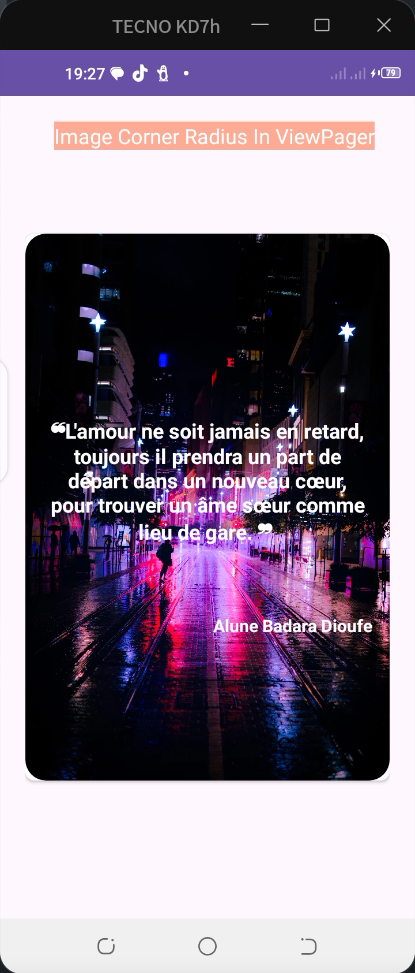 TECNO KD7h
19:27
79
Image Corner Radius In ViewPager
❝L'amour ne soit jamais en retard,
toujours il prendra un part de
départ dans un nouveau cœur,
pour trouver un âme sœur comme
lieu de gare. ❞
Alune Badara Dioufe